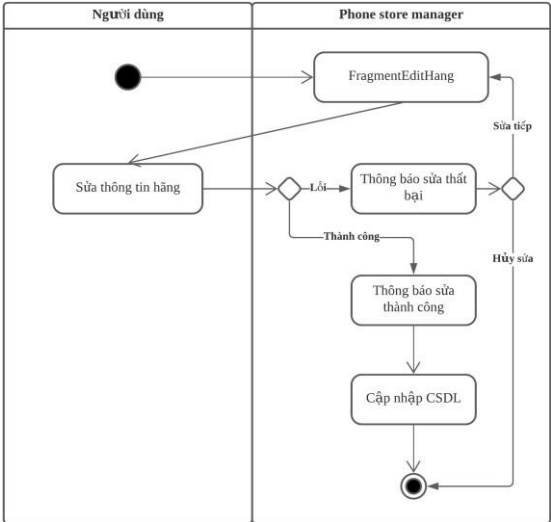 Người dùng
Phone store manager
FragmentEditHang
Sửa tiếp
Sửa thông tin hãng
Lỗi
Thông báo sửa thất
bại
Thành công
Hủy sửa
Thông báo sửa
thành công
Cập nhập CSDL